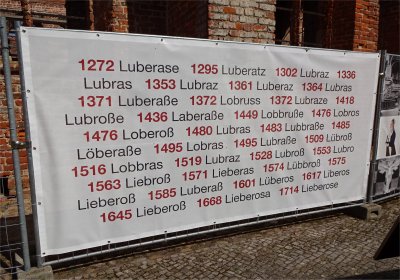 1272 Luberase 1295 Luberatz 1302 Lubraz 1336
Lubras 1353 Lubraz 1361 Luberaz 1364 Lubras
1371 Luberaße 1372 Lobruss 1372 Lubraze 1418
Lubroße 1436 Laberaße 1449 Lobbruße 1476 Lobros
1476 Loberoß 1480 Lubras 1483 Lubbraße 1485
Löberaße 1495 Lobras 1495 Lubraße 1509 Lübroß
1516 Lobbras 1519 Lubraz 1528 Lubroß 1553 Lubro
1563 Liebroß 1571 Lieberas 1574 Lübbroß 1575
Lieberoß 1585 Luberaß 1601 Lüberos 1617 Liberos
1645 Lieberoß 1668 Lieberosa 1714 Lieberose